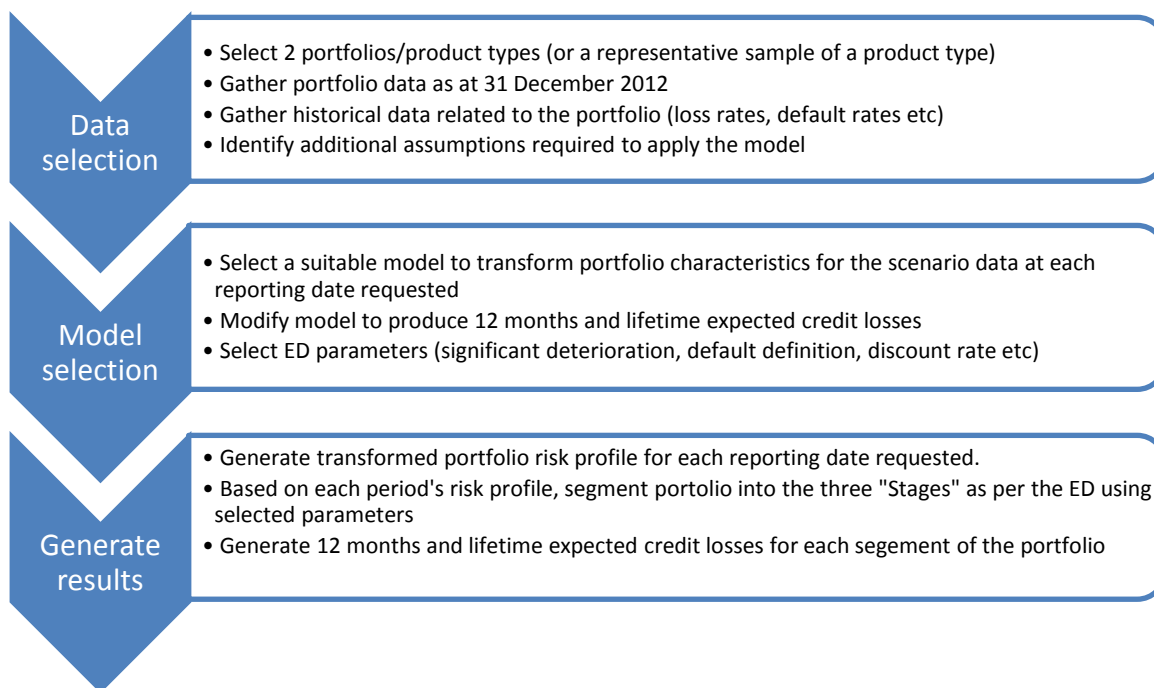 Data
selection
• Select 2 portfolios/product types (or a representative sample of a product type)
• Gather portfolio data as at 31 December 2012
• Gather historical data related to the portfolio (loss rates, default rates etc)
• Identify additional assumptions required to apply the model
Model
selection
• Select a suitable model to transform portfolio characteristics for the scenario data at each
reporting date requested
• Modify model to produce 12 months and lifetime expected credit losses
• Select ED parameters (significant deterioration, default definition, discount rate etc)
Generate
results
• Generate transformed portfolio risk profile for each reporting date requested.
• Based on each period's risk profile, segment portolio into the three "Stages" as per the ED using
selected parameters
• Generate 12 months and lifetime expected credit losses for each segement of the portfolio